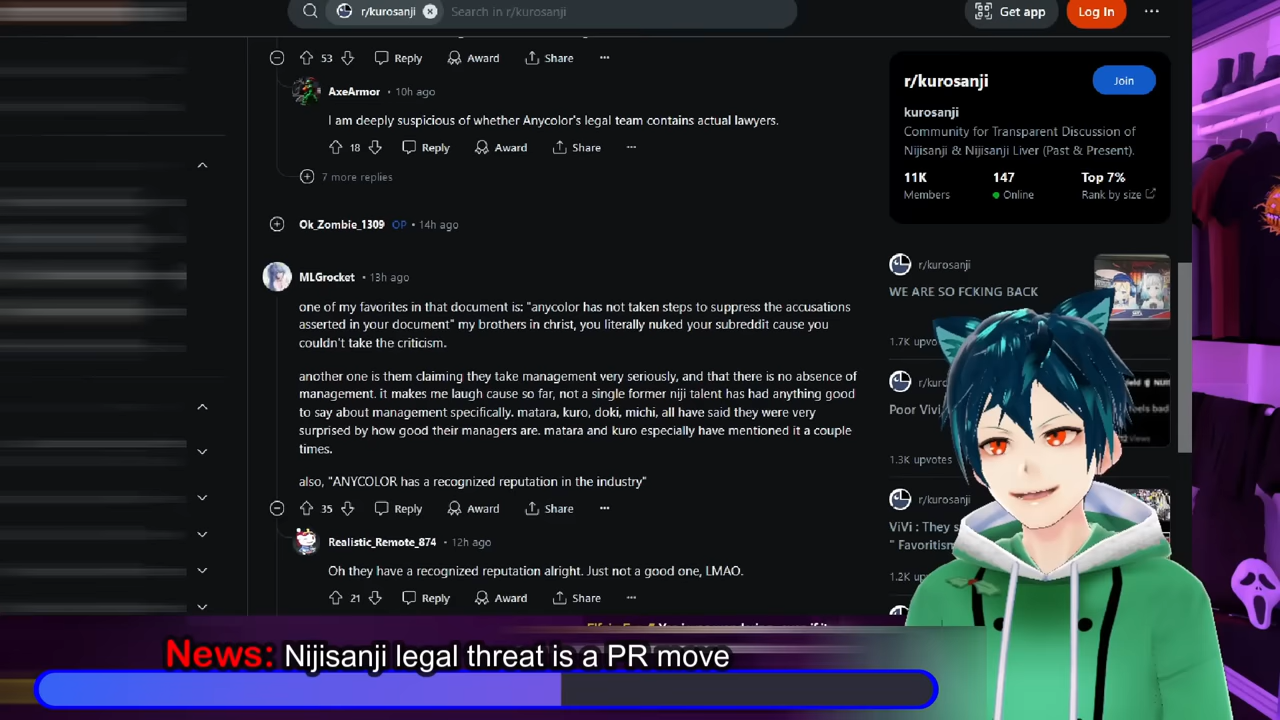 r/kurosanji
Search in r/kurosanji
Get app
Log In
53
Reply
Award
Share
AxeArmor • 10h ago
I am deeply suspicious of whether Anycolor's legal team contains actual lawyers.
18
Reply
Award
Share
7 more replies
Ok_Zombie_1309 OP • 14h ago
MLGrocket • 13h ago
one of my favorites in that document is: "anycolor has not taken steps to suppress the accusations
asserted in your document" my brothers in christ, you literally nuked your subreddit cause you
couldn't take the criticism.
another one is them claiming they take management very seriously, and that there is no absence of
management. it makes me laugh cause so far, not a single former niji talent has had anything good
to say about management specifically. matara, kuro, doki, michi, all have said they were very
surprised by how good their managers are. matara and kuro especially have mentioned it a couple
times.
also, "ANYCOLOR has a recognized reputation in the industry"
35
Reply
Award
Share
Realistic_Remote_874 • 12h ago
Oh they have a recognized reputation alright. Just not a good one, LMAO.
21
Reply
Award
Share
r/kurosanji
Join
kurosanji
Community for Transparent Discussion of
Nijisanji & Nijisanji Liver (Past & Present).
11K
147
Top 7%
Members
Online
Rank by size
r/kurosanji
WE ARE SO FCKING BACK
1.7K upvo
r/kur
Poor Vivi
1.3K upvotes
r/kurosanji
ViVi : They s
" Favoritism
1.2K up
News: Nijisanji legal threat is a PR move